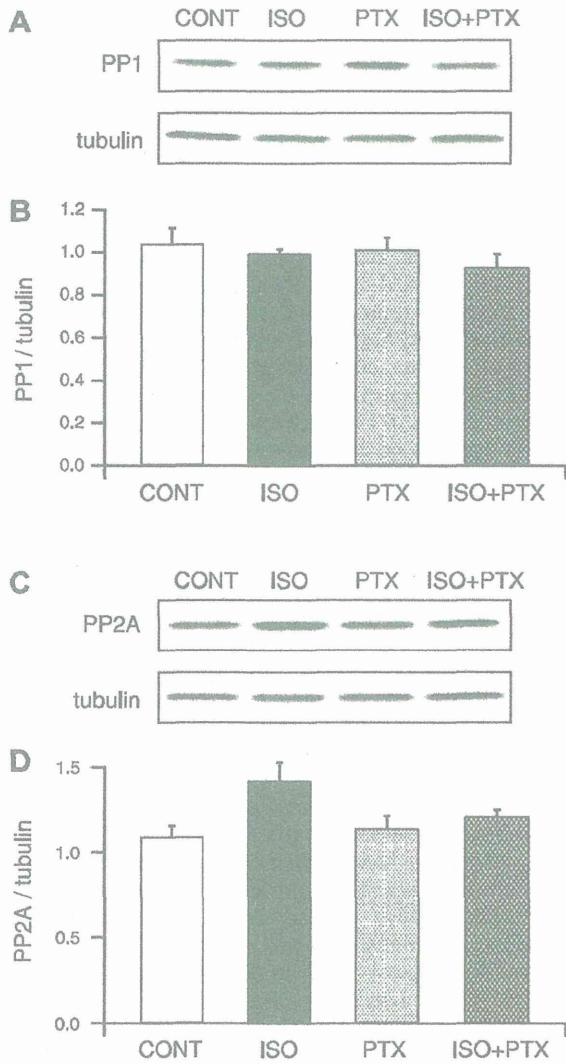 A
CONT ISO PTX ISO+PTX
PP1
tubulin
B
1.2
1.0
0.8
0.6
0.4
0.2
0.0
PP1 / tubulin
CONT ISO PTX ISO+PTX
C
CONT ISO PTX ISO+PTX
PP2A
tubulin
D
1.5
1.0
0.5
0.0
PP2A / tubulin
CONT ISO PTX ISO+PTX